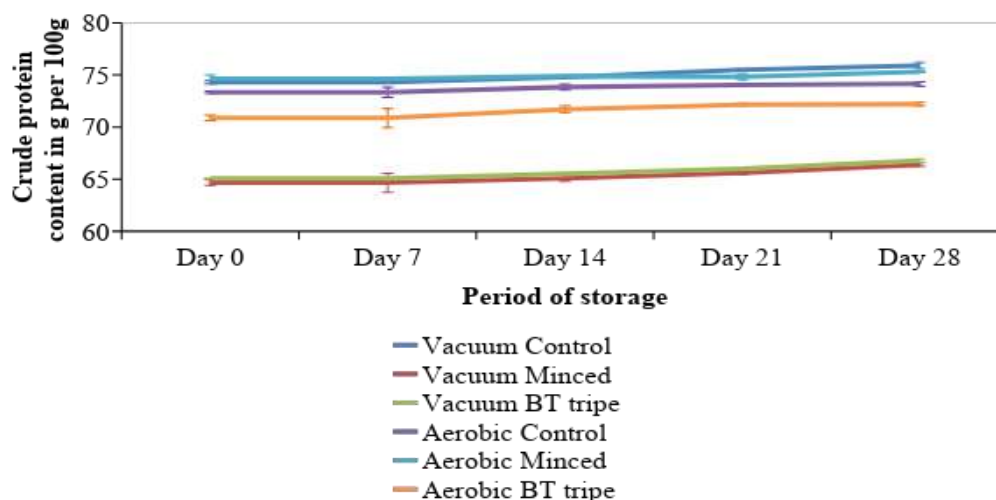 80
75
70
65
60
Crude protein
content in g per 100g
Day 0 Day 7 Day 14 Day 21 Day 28
Period of storage
Vacuum Control
Vacuum Minced
Vacuum BT tripe
Aerobic Control
Aerobic Minced
Aerobic BT tripe